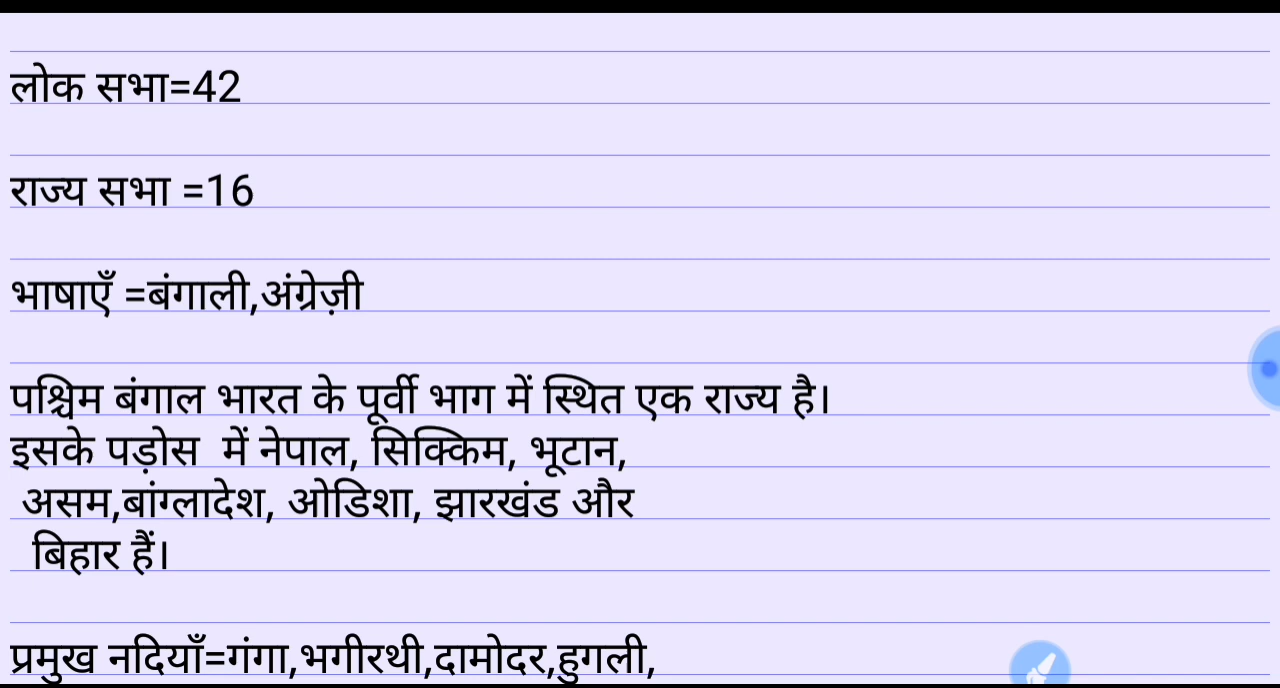 लोक सभा=42
राज्य सभा =16
भाषाएँ =बंगाली,अंग्रेज़ी
पश्चिम बंगाल भारत के पूर्वी भाग में स्थित एक राज्य है।
इसके पड़ोस  में नेपाल, सिक्किम, भूटान,
असम,बांग्लादेश, ओडिशा, झारखंड और
बिहार हैं।
प्रमुख नदियाँ=गंगा,भगीरथी,दामोदर,हुगली,